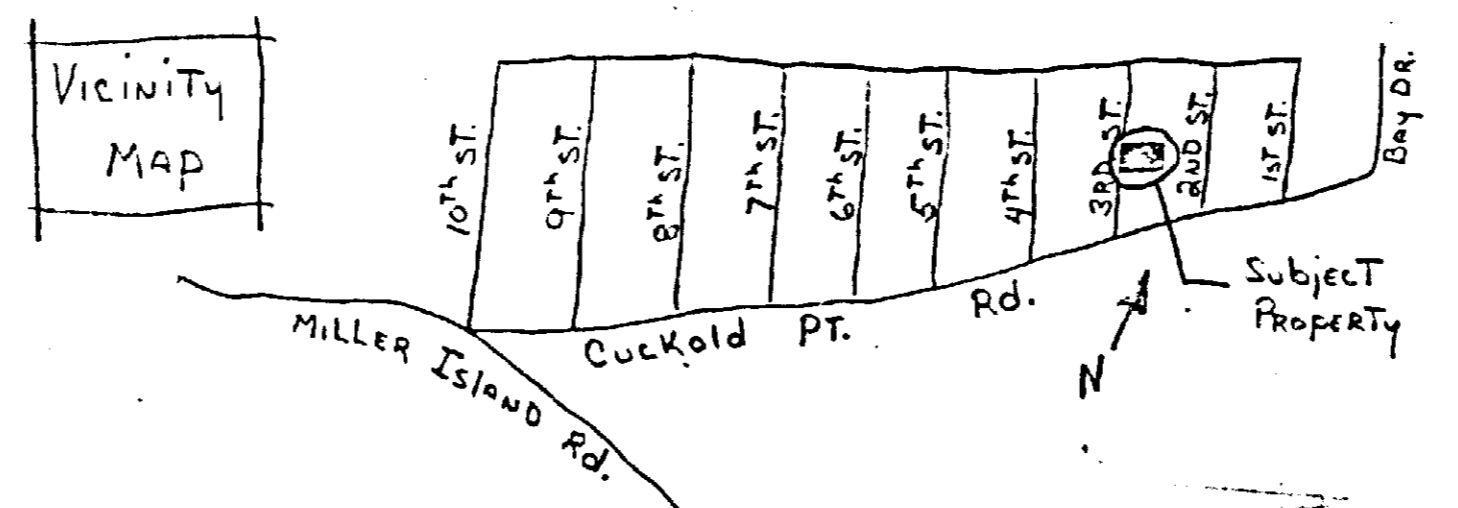 VICINITY
MAP
10Th ST.
9Th ST.
8Th ST.
7Th ST.
6Th ST.
5Th ST.
4Th ST.
3RD ST.
2ND ST.
1ST ST.
BAY DR.
MILLER ISLAND Rd.
CUCKOld PT. Rd.
N
SubjECT
PROPERTY